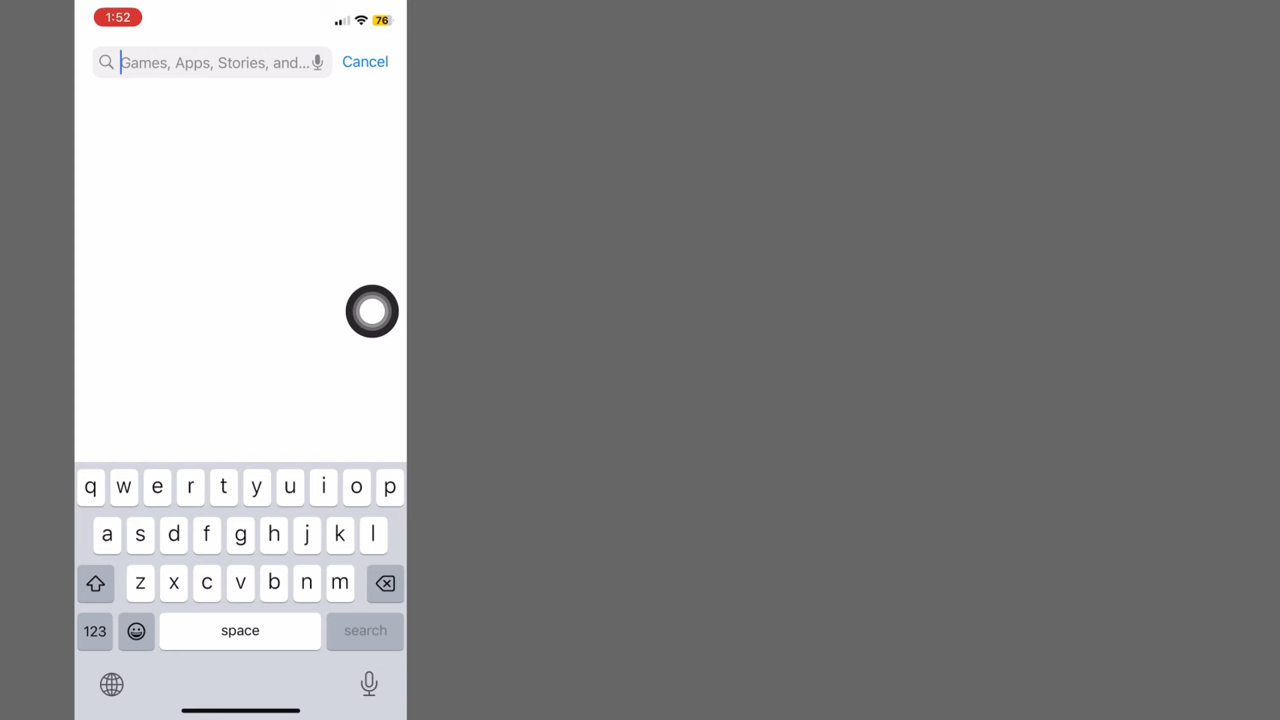 1:52
76
Games, Apps, Stories, and...
Cancel
q w e r t y u i o p
a s d f g h j k l
z x c v b n m
123 space search